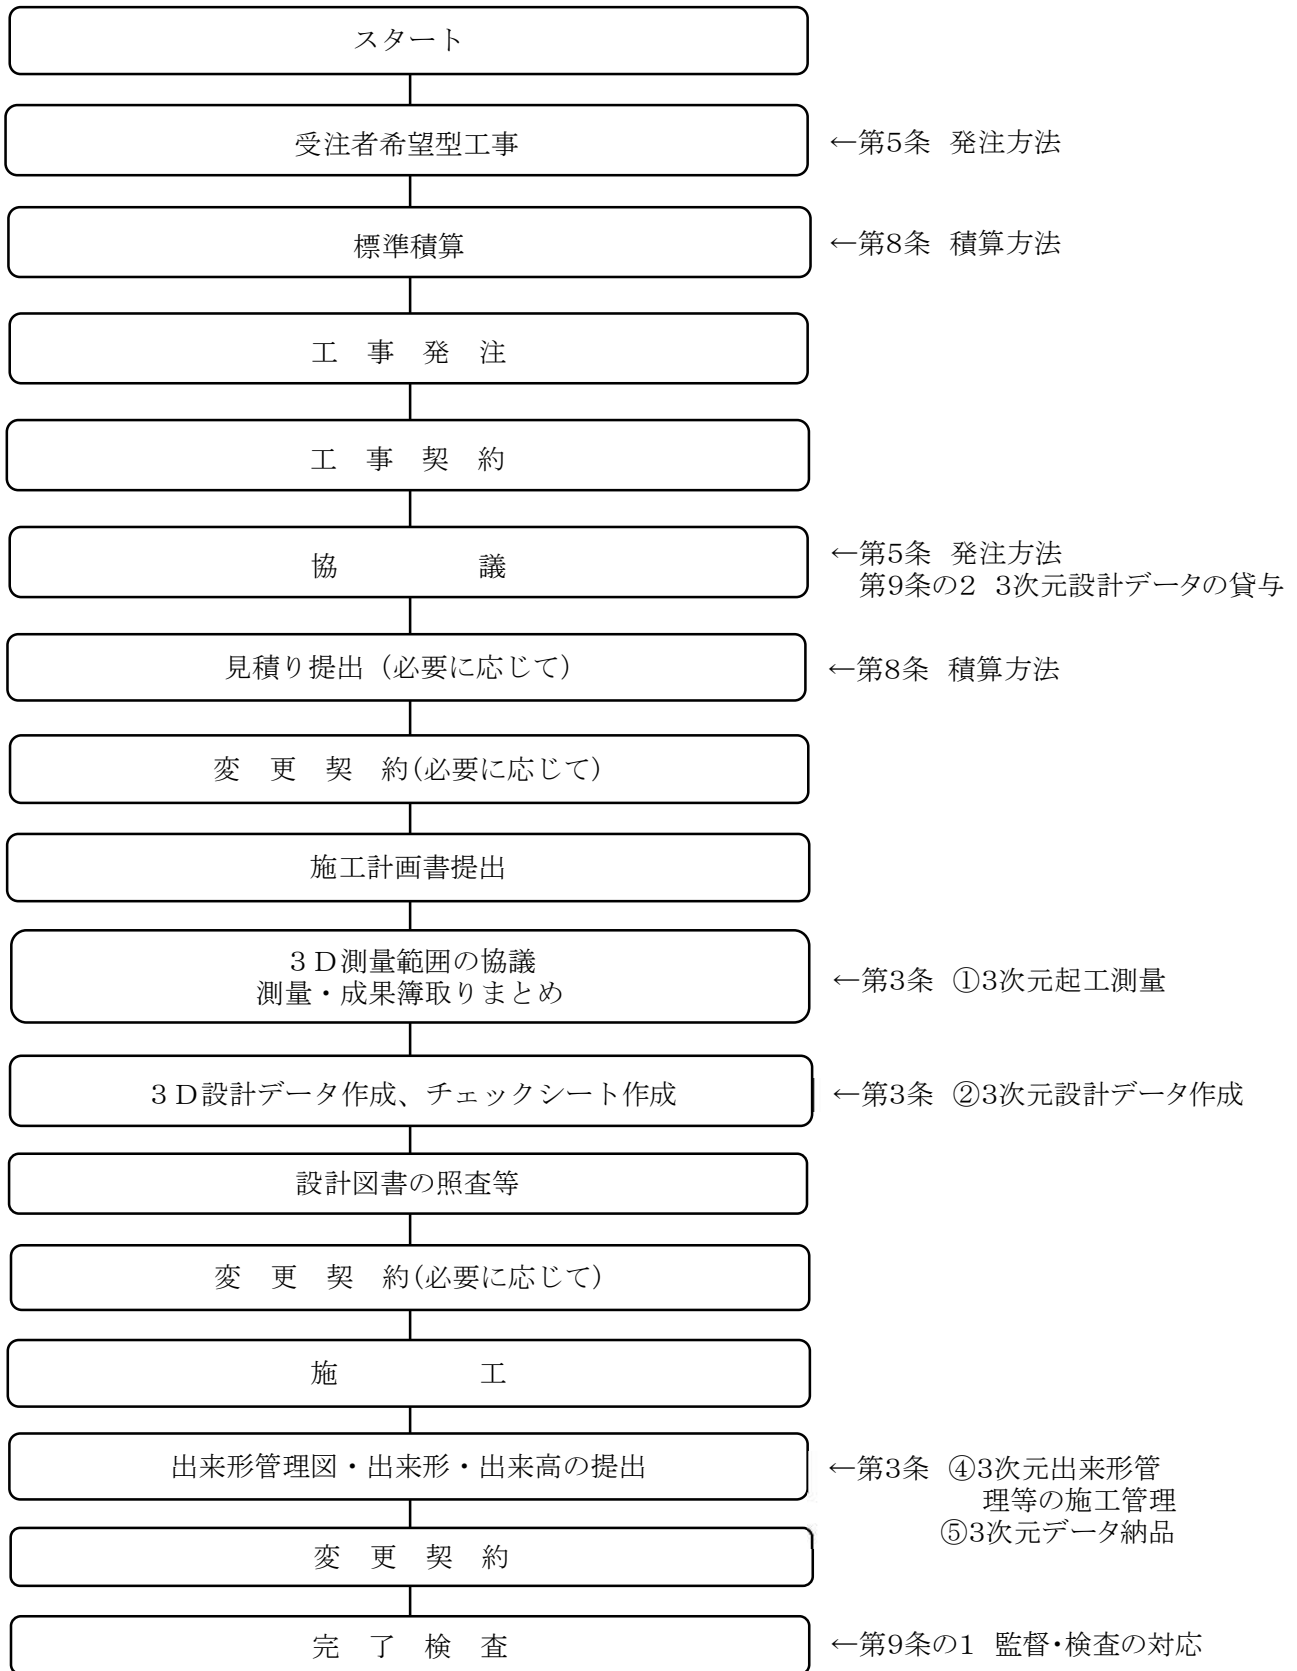 スタート
受注者希望型工事
←第5条 発注方法
標準積算
←第8条 積算方法
工 事 発 注
工 事 契 約
協 議
←第5条 発注方法
第9条の2 3次元設計データの貸与
見積り提出（必要に応じて）
←第8条 積算方法
変 更 契 約(必要に応じて)
施工計画書提出
３Ｄ測量範囲の協議
測量・成果簿取りまとめ
←第3条 ①3次元起工測量
３Ｄ設計データ作成、チェックシート作成
←第3条 ②3次元設計データ作成
設計図書の照査等
変 更 契 約(必要に応じて)
施 工
出来形管理図・出来形・出来高の提出
←第3条 ④3次元出来形管
理等の施工管理
⑤3次元データ納品
変 更 契 約
完 了 検 査
←第9条の1 監督・検査の対応